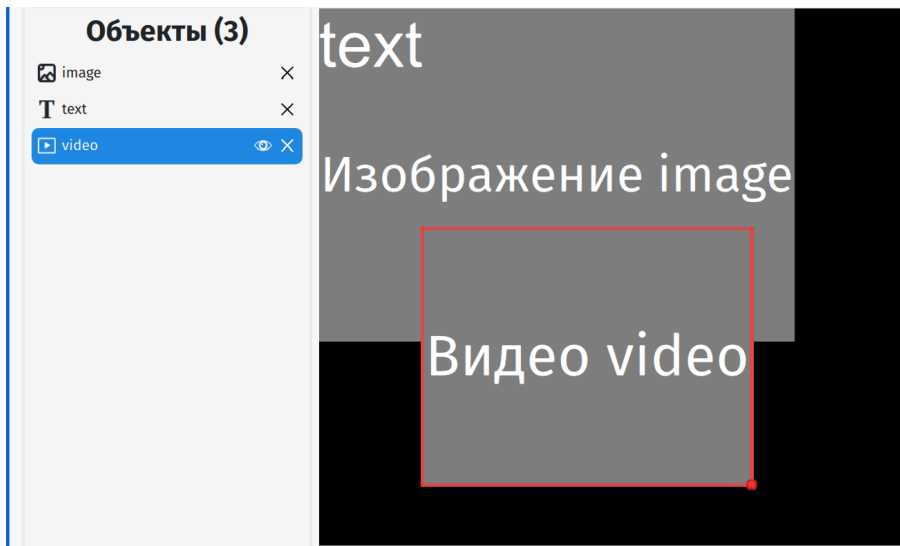 Объекты (3)
image
text
video
text
Изображение image
Видео video